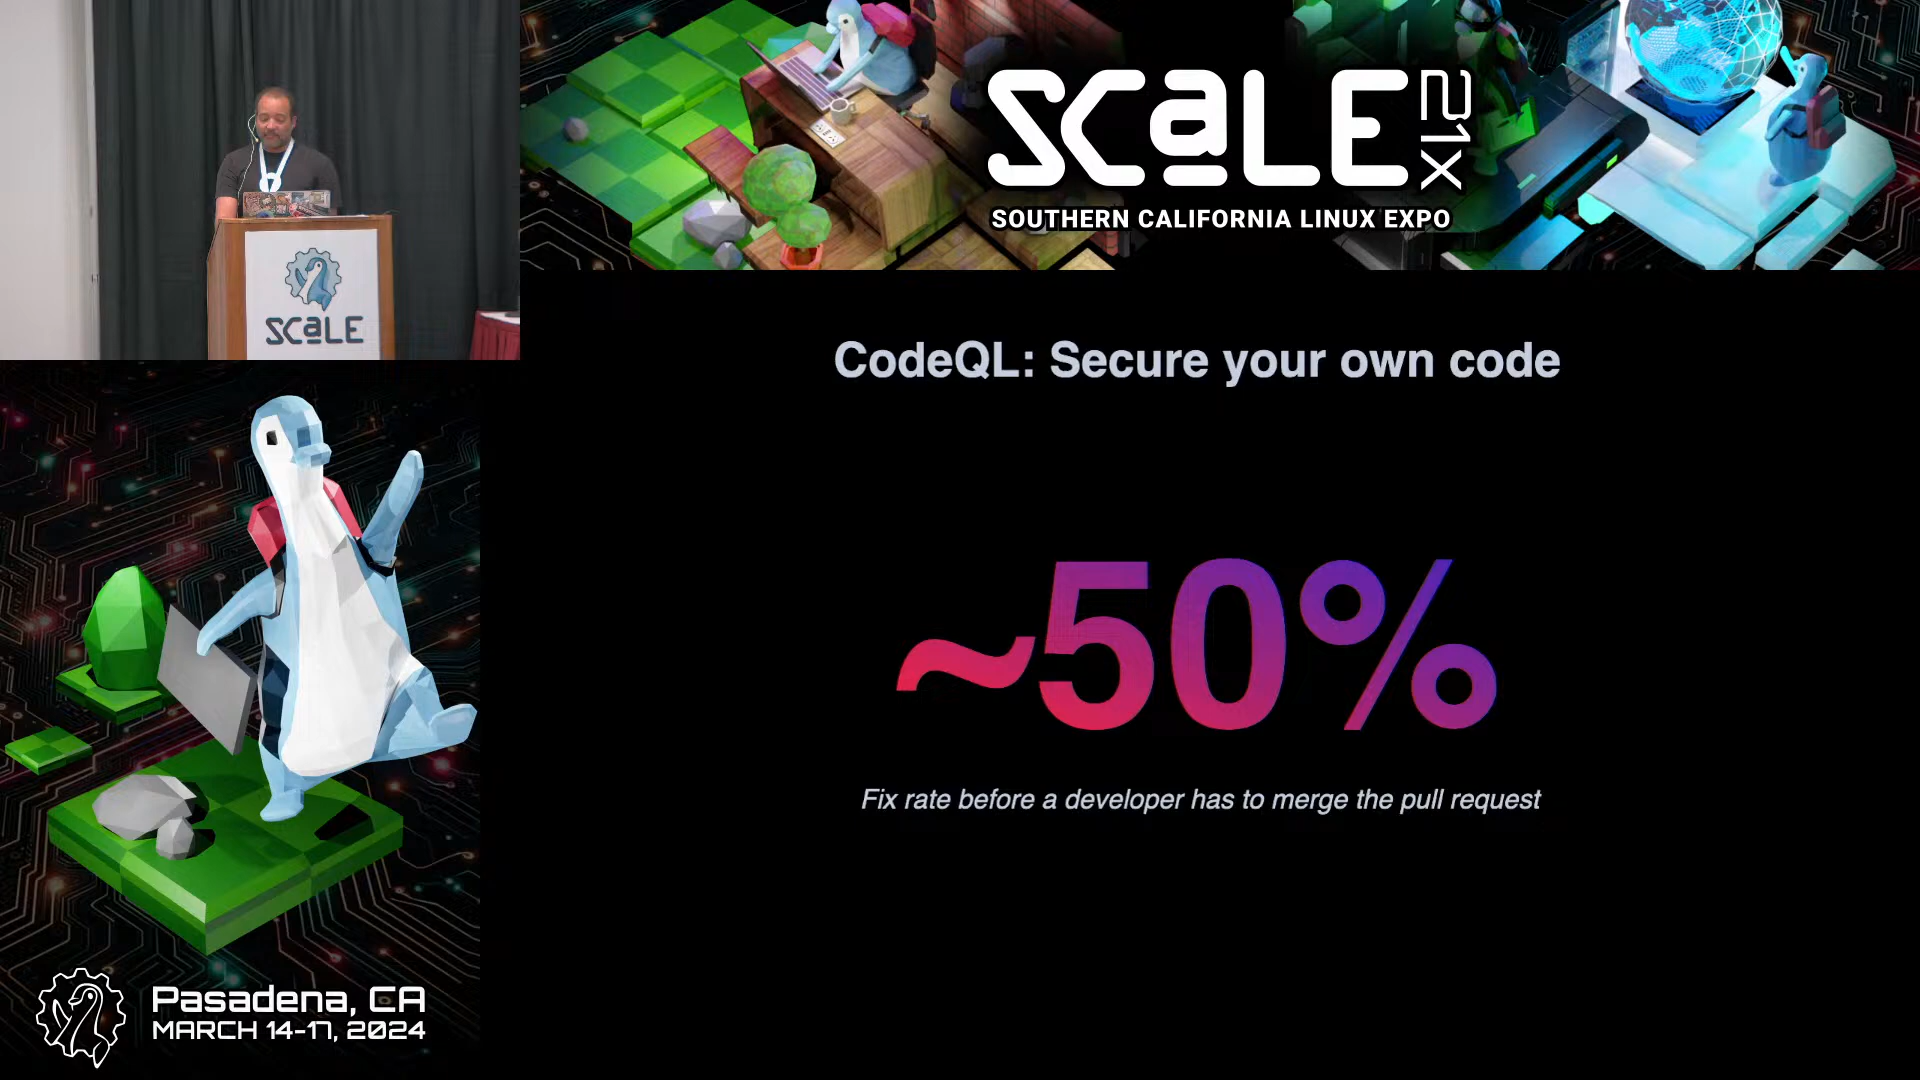 SCaLE 21X
SOUTHERN CALIFORNIA LINUX EXPO
SCaLE
CodeQL: Secure your own code
~50%
Fix rate before a developer has to merge the pull request
Pasadena, CA
MARCH 14-17, 2024